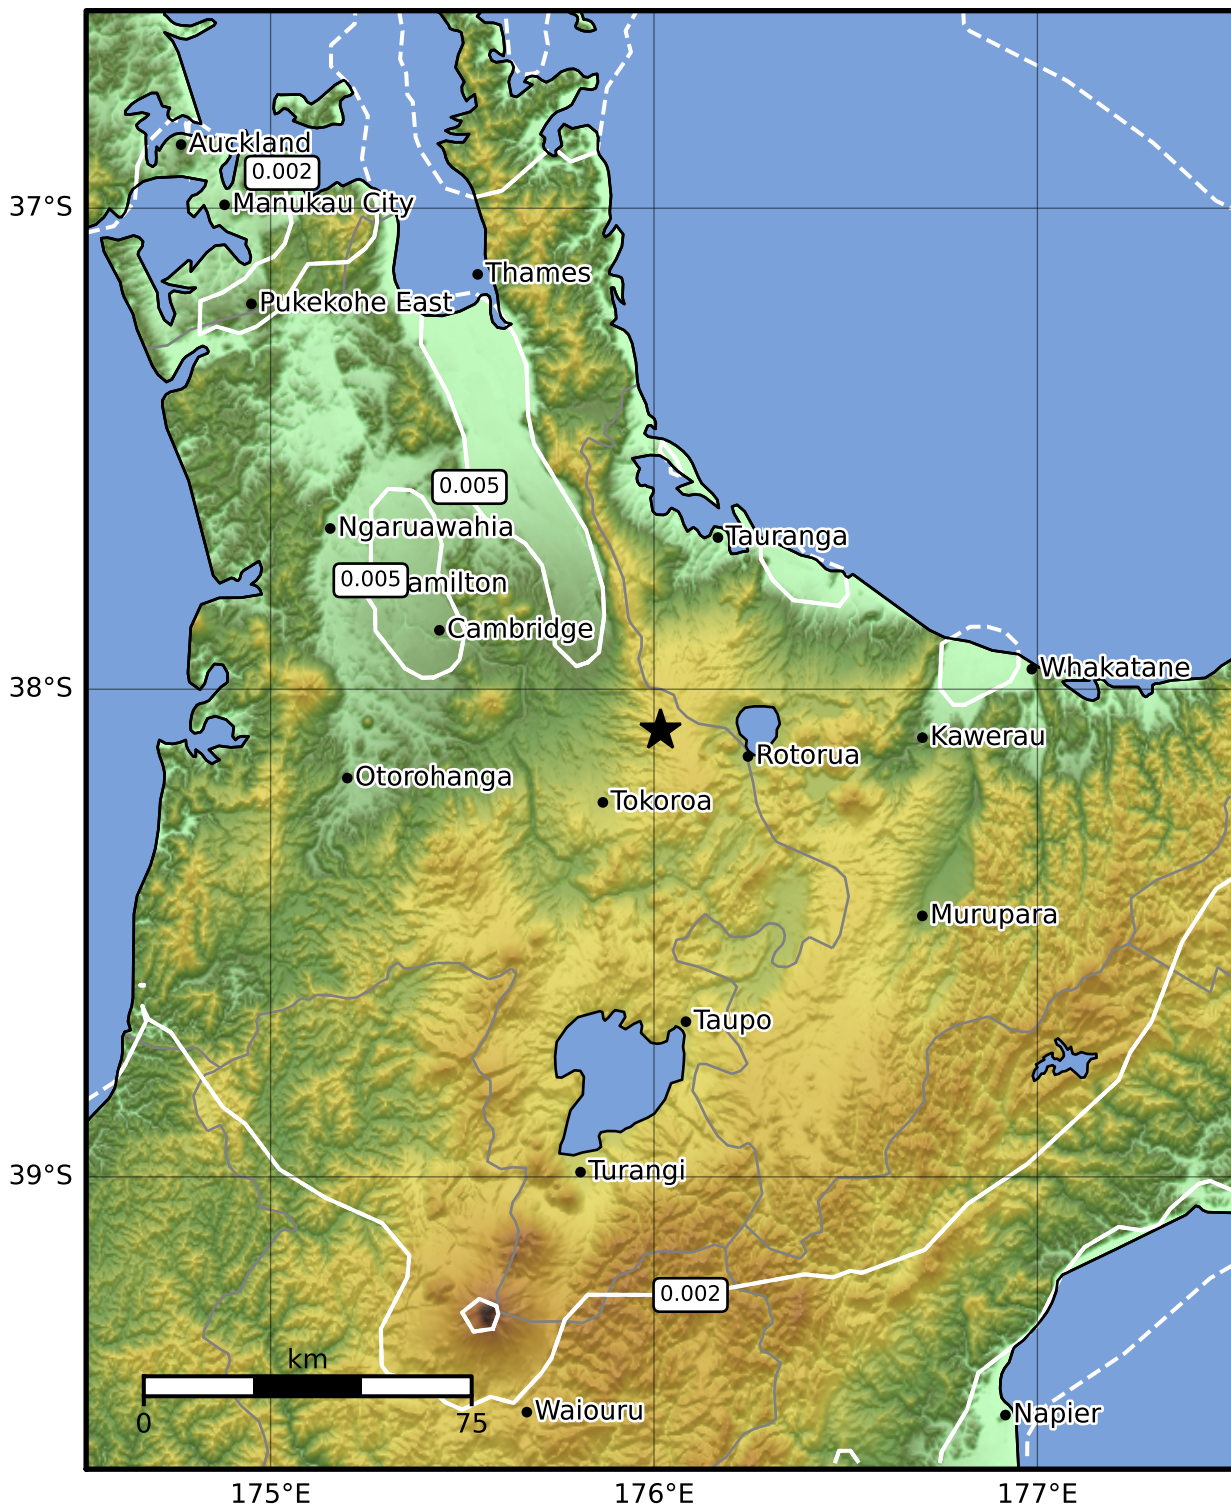 Auckland
0.002
Manukau City
37°S
Thames
Pukekohe East
0.005
Ngaruawahia
Tauranga
0.005
amilton
Cambridge
38°S
Whakatane
Kawerau
Rotorua
Otorohanga
Tokoroa
Murupara
Taupo
39°S
Turangi
0.002
km
0
75
Waiouru
Napier
175°E
176°E
177°E